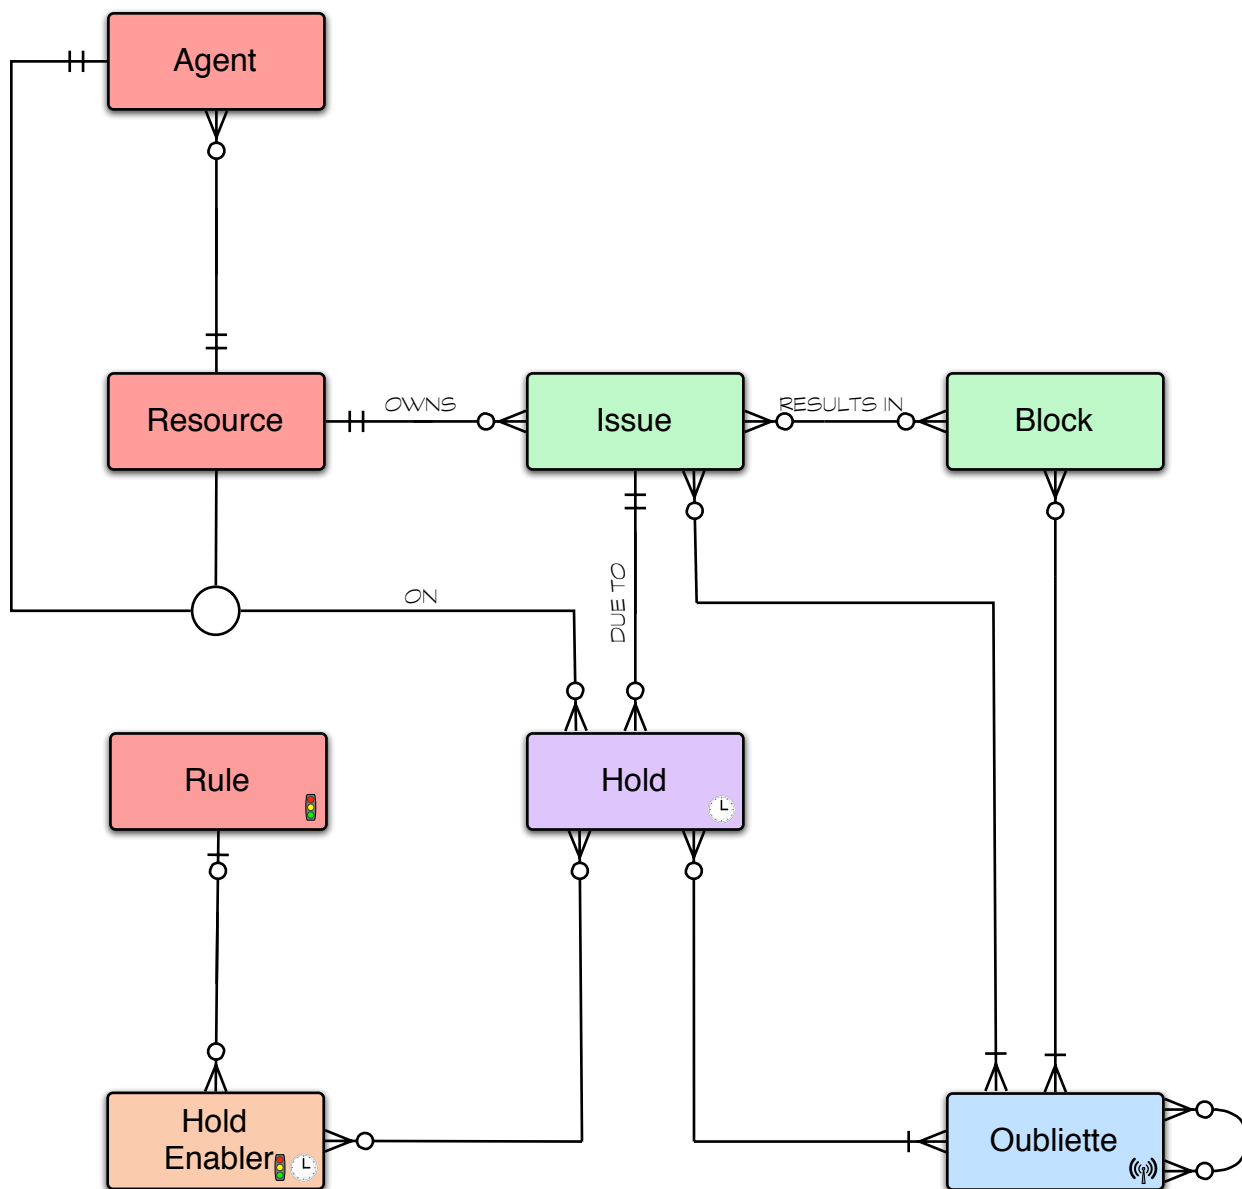 Agent
Resource
OWNS
Issue
RESULTS IN
Block
ON
DUE TO
Rule
Hold
Hold
Enabler
Oubliette